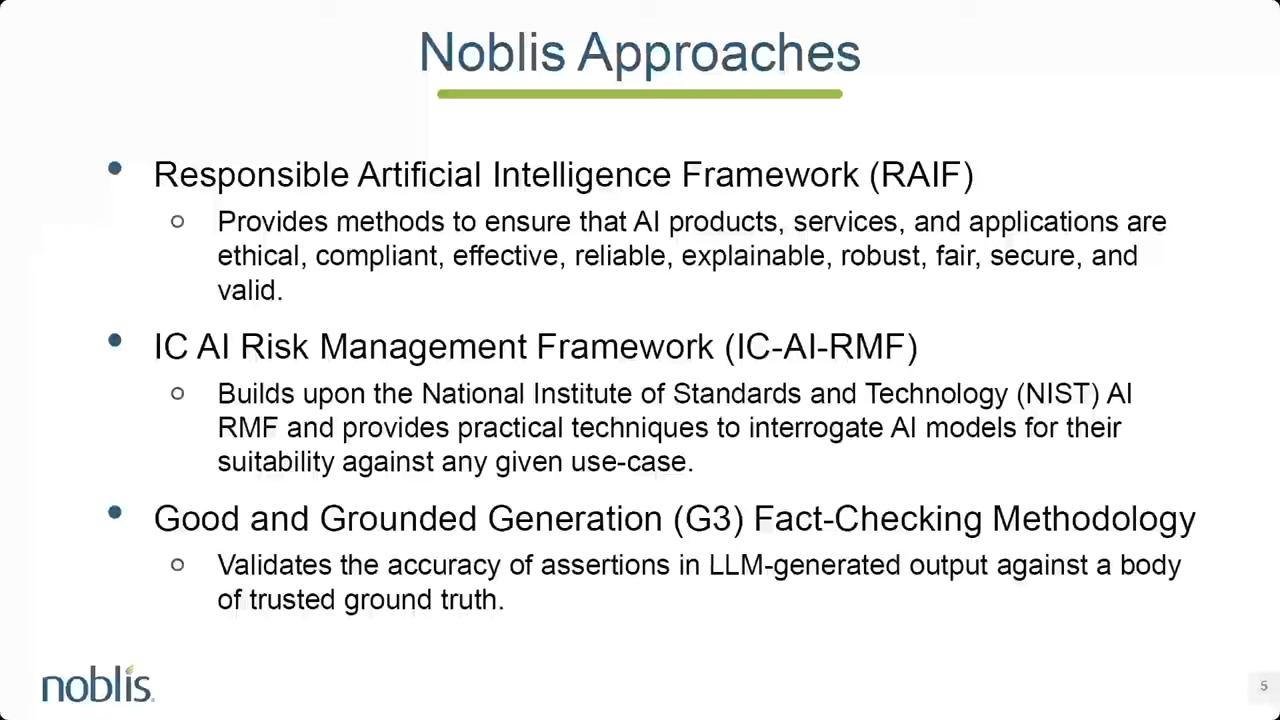 Noblis Approaches
• Responsible Artificial Intelligence Framework (RAIF)
○ Provides methods to ensure that AI products, services, and applications are
ethical, compliant, effective, reliable, explainable, robust, fair, secure, and
valid.
• IC AI Risk Management Framework (IC-AI-RMF)
○ Builds upon the National Institute of Standards and Technology (NIST) AI
RMF and provides practical techniques to interrogate AI models for their
suitability against any given use-case.
• Good and Grounded Generation (G3) Fact-Checking Methodology
○ Validates the accuracy of assertions in LLM-generated output against a body
of trusted ground truth.
noblis.
5